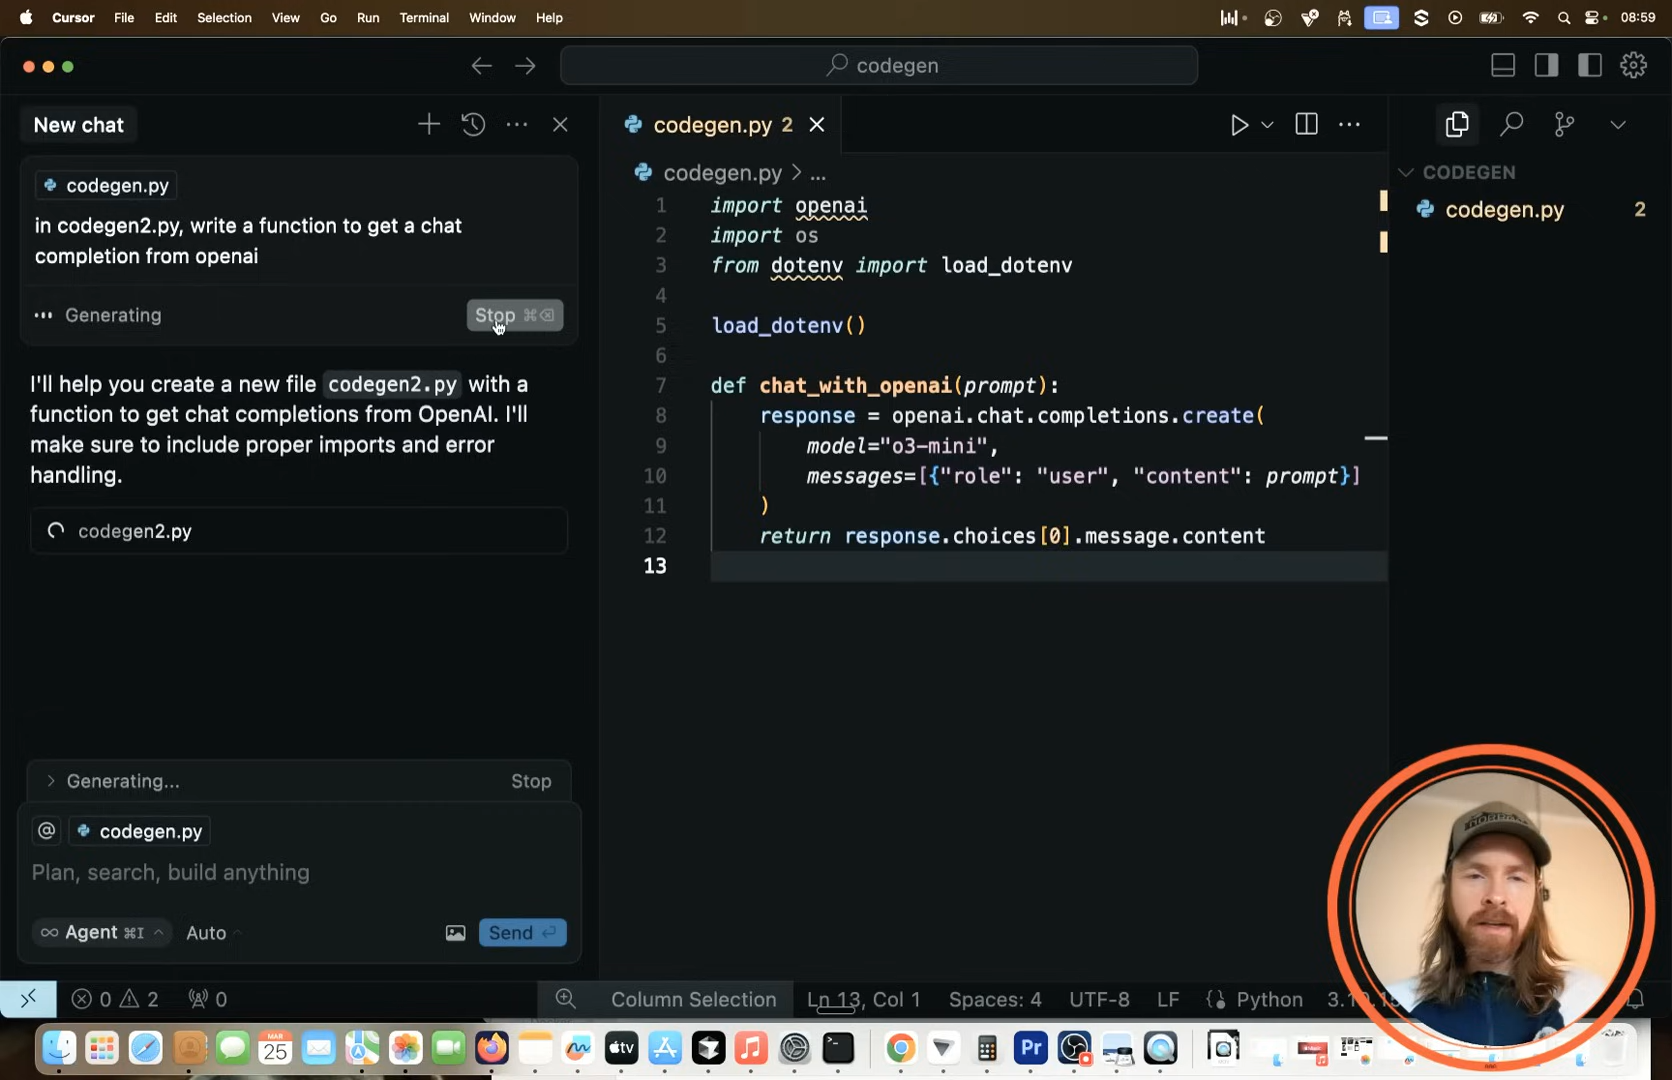 Cursor File Edit Selection View Go Run Terminal Window Help 08:59
codegen
New chat
codegen.py
in codegen2.py, write a function to get a chat
completion from openai
Generating Stop ⌘⌫
I'll help you create a new file codegen2.py with a
function to get chat completions from OpenAI. I'll
make sure to include proper imports and error
handling.
codegen2.py
Generating... Stop
@ codegen.py
Plan, search, build anything
∞ Agent ⌘I Auto Send
codegen.py 2
codegen.py > ...
1 import openai
2 import os
3 from dotenv import load_dotenv
4
5 load_dotenv()
6
7 def chat_with_openai(prompt):
8 response = openai.chat.completions.create(
9 model="o3-mini",
10 messages=[{"role": "user", "content": prompt}]
11 )
12 return response.choices[0].message.content
13
CODEGEN
codegen.py 2
0 2 0 Column Selection Ln 13, Col 1 Spaces: 4 UTF-8 LF {} Python
MAR
25
tv
Pr